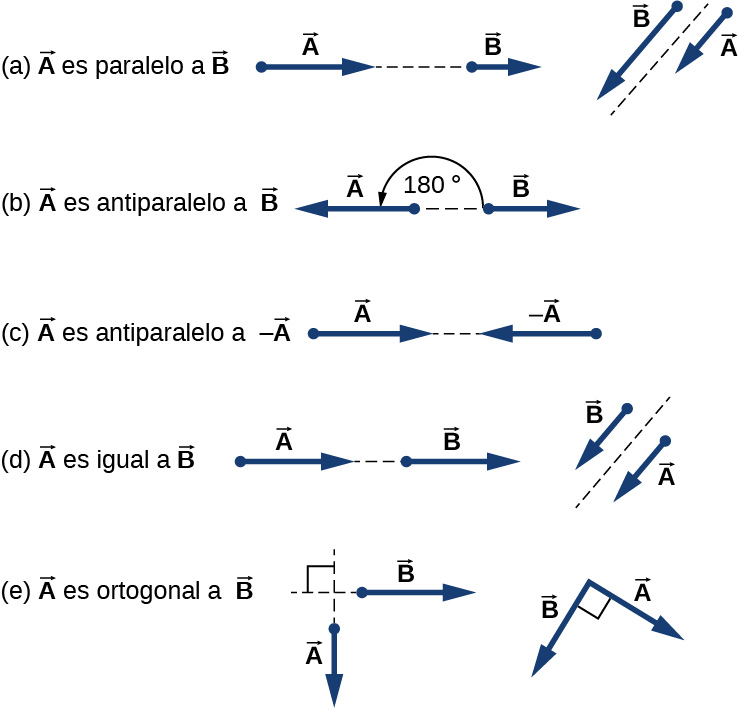 (a) A⃗ es paralelo a B⃗
A⃗
B⃗
B⃗
A⃗
(b) A⃗ es antiparalelo a B⃗
A⃗
180 °
B⃗
(c) A⃗ es antiparalelo a –A⃗
A⃗
–A⃗
(d) A⃗ es igual a B⃗
A⃗
B⃗
B⃗
A⃗
(e) A⃗ es ortogonal a B⃗
B⃗
A⃗
B⃗
A⃗